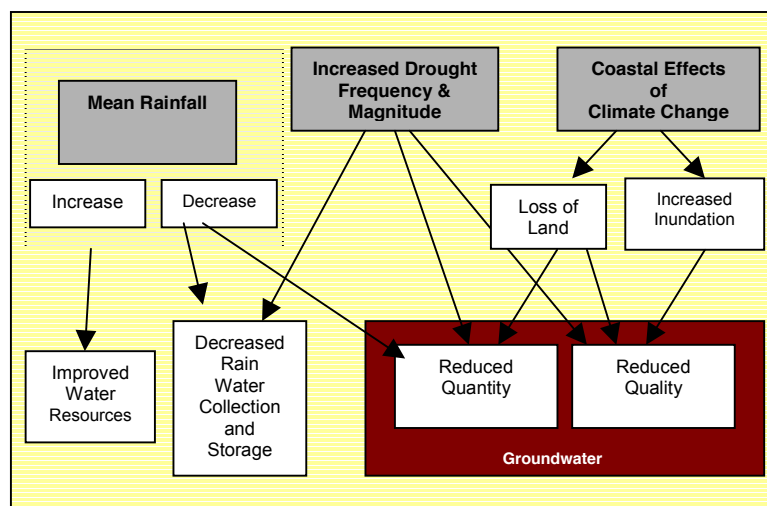 Mean Rainfall
Increased Drought
Frequency &
Magnitude
Coastal Effects
of
Climate Change
Increase
Decrease
Loss of
Land
Increased
Inundation
Improved
Water
Resources
Decreased
Rain
Water
Collection
and
Storage
Reduced
Quantity
Reduced
Quality
Groundwater